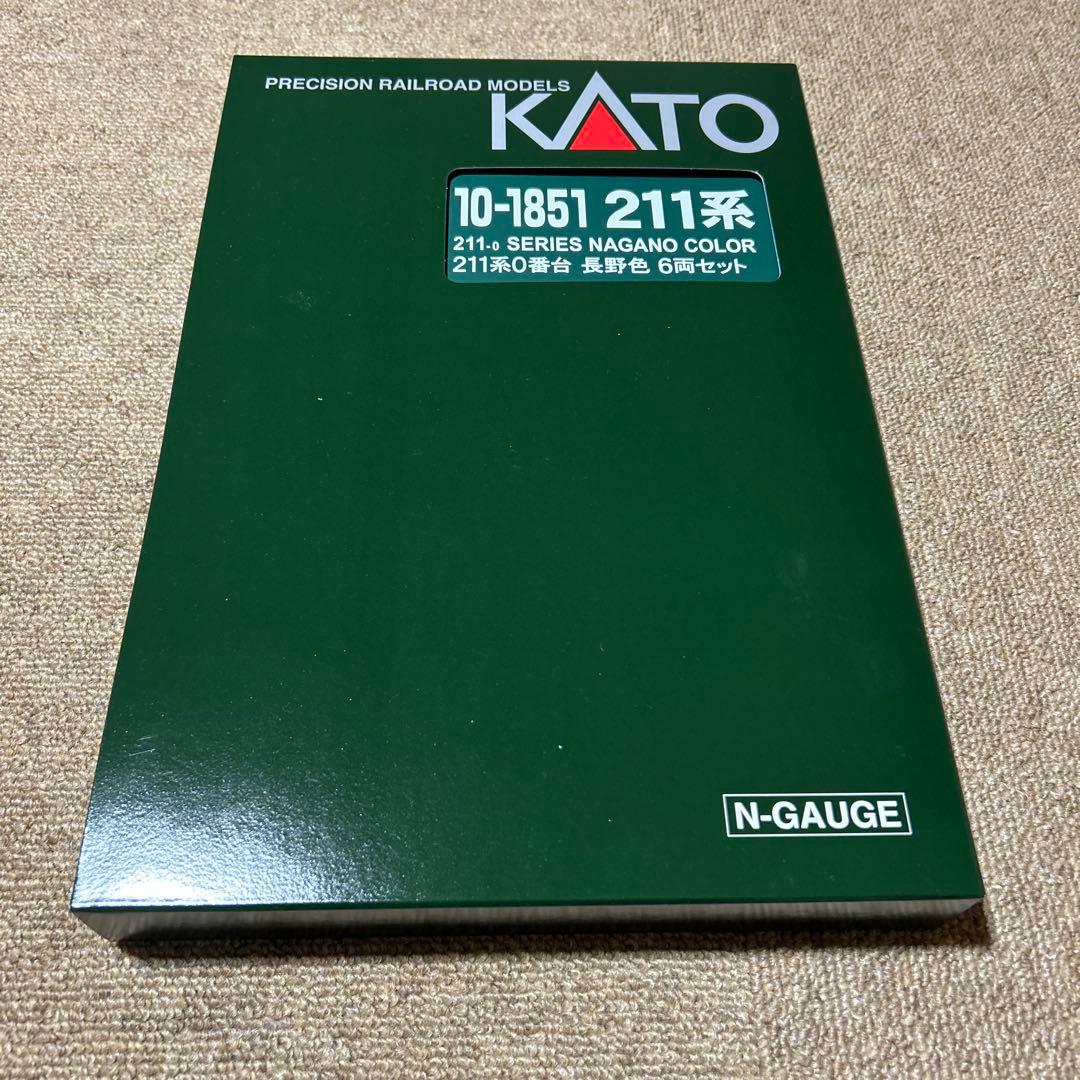 PRECISION RAILROAD MODELS
KATO
10-1851 211系
211-0 SERIES NAGANO COLOR
211系0番台 長野色 6両セット
N-GAUGE